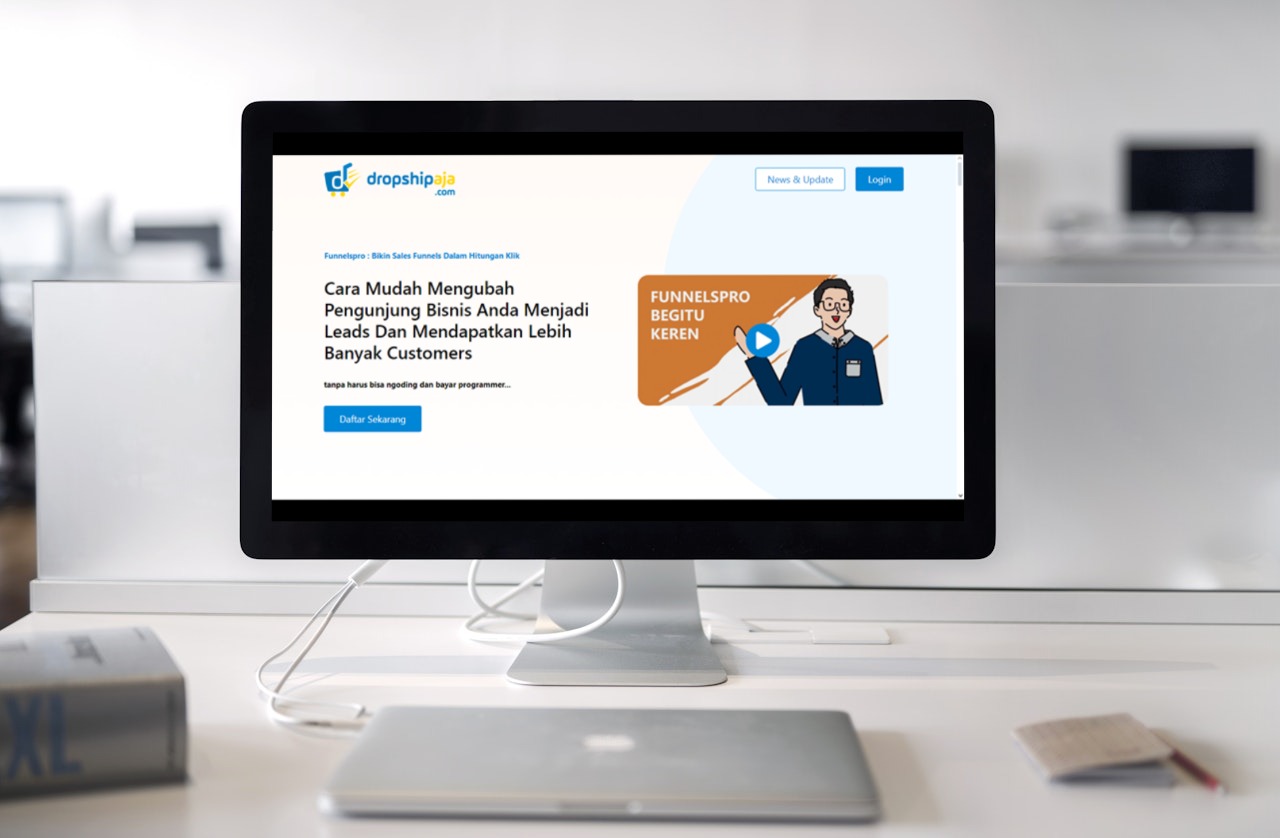 dropshipaja
.com
News & Update
Login
Funnelspro : Bikin Sales Funnels Dalam Hitungan Klik
Cara Mudah Mengubah
Pengunjung Bisnis Anda Menjadi
Leads Dan Mendapatkan Lebih
Banyak Customers
tanpa harus bisa ngoding dan bayar programmer...
Daftar Sekarang
FUNNELSPRO
BEGITU
KEREN
XL